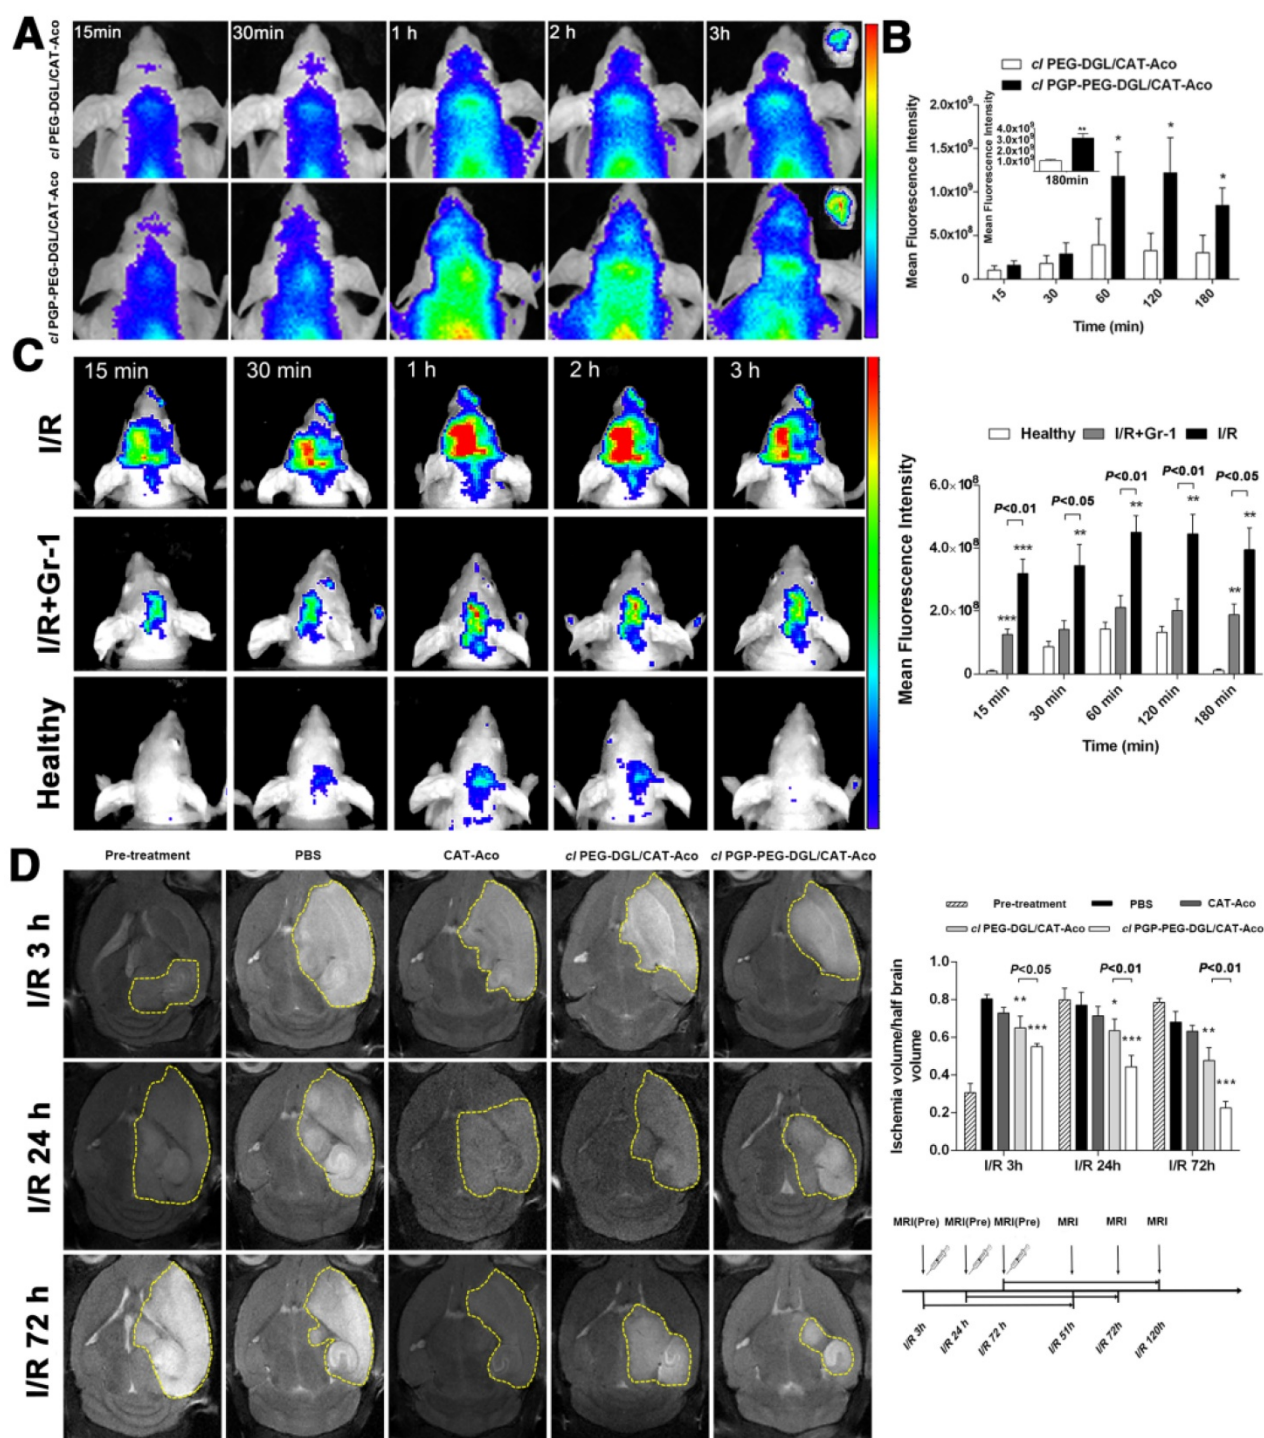 A
15min
30min
1 h
2 h
3h
cl PEG-DGL/CAT-Aco
cl PGP-PEG-DGL/CAT-Aco
B
cl PEG-DGL/CAT-Aco
cl PGP-PEG-DGL/CAT-Aco
Mean Fluorescence Intensity
2.0x10⁹
1.5x10⁹
1.0x10⁹
5.0x10⁸
0
Mean Fluorescence Intensity
4.0x10⁹
3.0x10⁹
2.0x10⁹
1.0x10⁹
**
180min
*
*
*
15
30
60
120
180
Time (min)
C
15 min
30 min
1 h
2 h
3 h
I/R
I/R+Gr-1
Healthy
Healthy
I/R+Gr-1
I/R
Mean Fluorescence Intensity
6.0×10⁸
4.0×10⁸
2.0×10⁸
0
P<0.01
P<0.05
P<0.01
P<0.01
P<0.05
***
***
**
**
**
**
**
15 min
30 min
60 min
120 min
180 min
Time (min)
D
Pre-treatment
PBS
CAT-Aco
cl PEG-DGL/CAT-Aco
cl PGP-PEG-DGL/CAT-Aco
I/R 3 h
I/R 24 h
I/R 72 h
Pre-treatment
PBS
CAT-Aco
cl PEG-DGL/CAT-Aco
cl PGP-PEG-DGL/CAT-Aco
Ischemia volume/half brain
volume
1.0
0.8
0.6
0.4
0.2
0.0
P<0.05
P<0.01
P<0.01
**
***
*
***
**
***
I/R 3h
I/R 24h
I/R 72h
MRI(Pre)
MRI(Pre)
MRI(Pre)
MRI
MRI
MRI
I/R 3h
I/R 24 h
I/R 72 h
I/R 51h
I/R 72h
I/R 120h